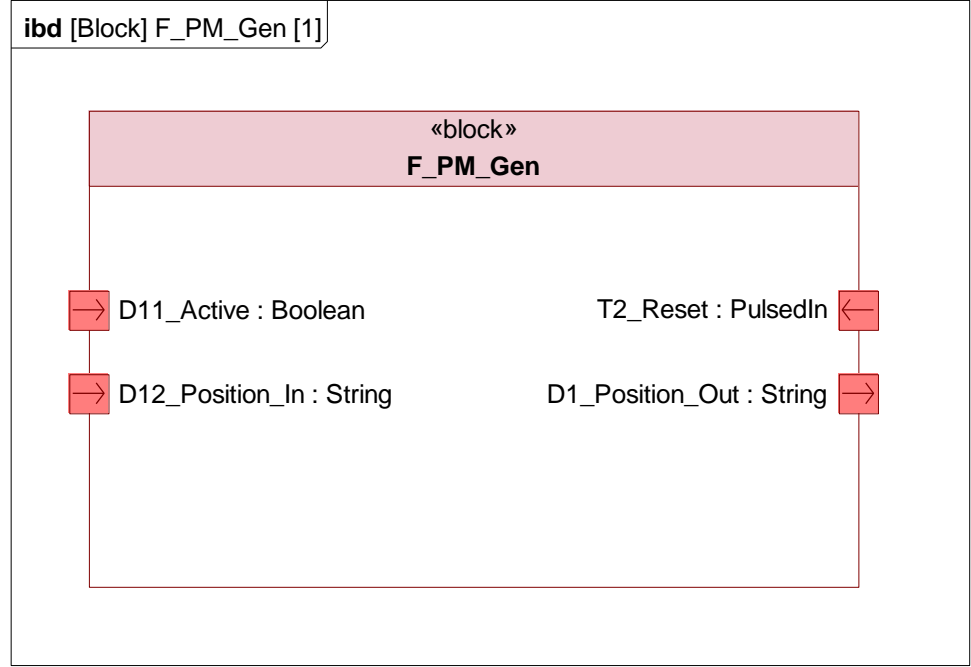 ibd [Block] F_PM_Gen [1]
«block»
F_PM_Gen
D11_Active : Boolean
T2_Reset : PulsedIn
D12_Position_In : String
D1_Position_Out : String